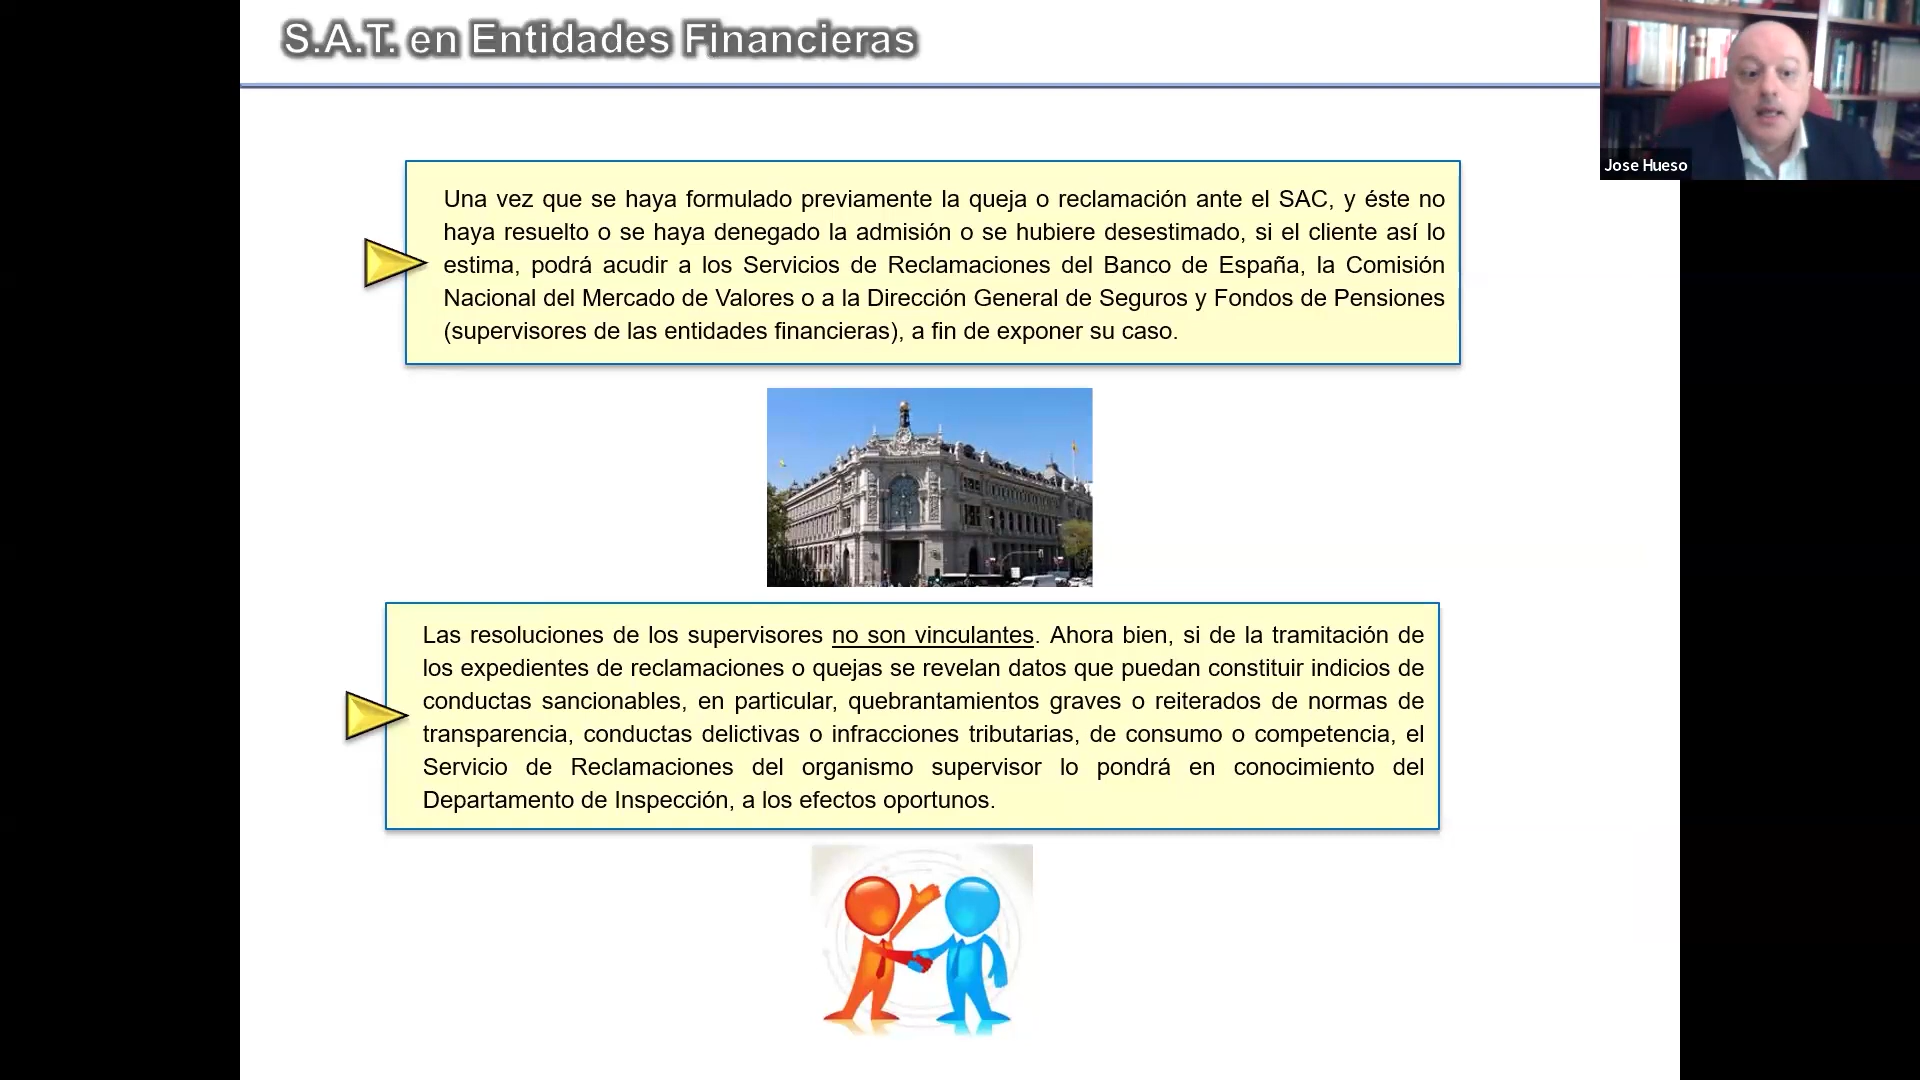 S.A.T. en Entidades Financieras
Jose Hueso
Una vez que se haya formulado previamente la queja o reclamación ante el SAC, y éste no
haya resuelto o se haya denegado la admisión o se hubiere desestimado, si el cliente así lo
estima, podrá acudir a los Servicios de Reclamaciones del Banco de España, la Comisión
Nacional del Mercado de Valores o a la Dirección General de Seguros y Fondos de Pensiones
(supervisores de las entidades financieras), a fin de exponer su caso.
Las resoluciones de los supervisores no son vinculantes. Ahora bien, si de la tramitación de
los expedientes de reclamaciones o quejas se revelan datos que puedan constituir indicios de
conductas sancionables, en particular, quebrantamientos graves o reiterados de normas de
transparencia, conductas delictivas o infracciones tributarias, de consumo o competencia, el
Servicio de Reclamaciones del organismo supervisor lo pondrá en conocimiento del
Departamento de Inspección, a los efectos oportunos.